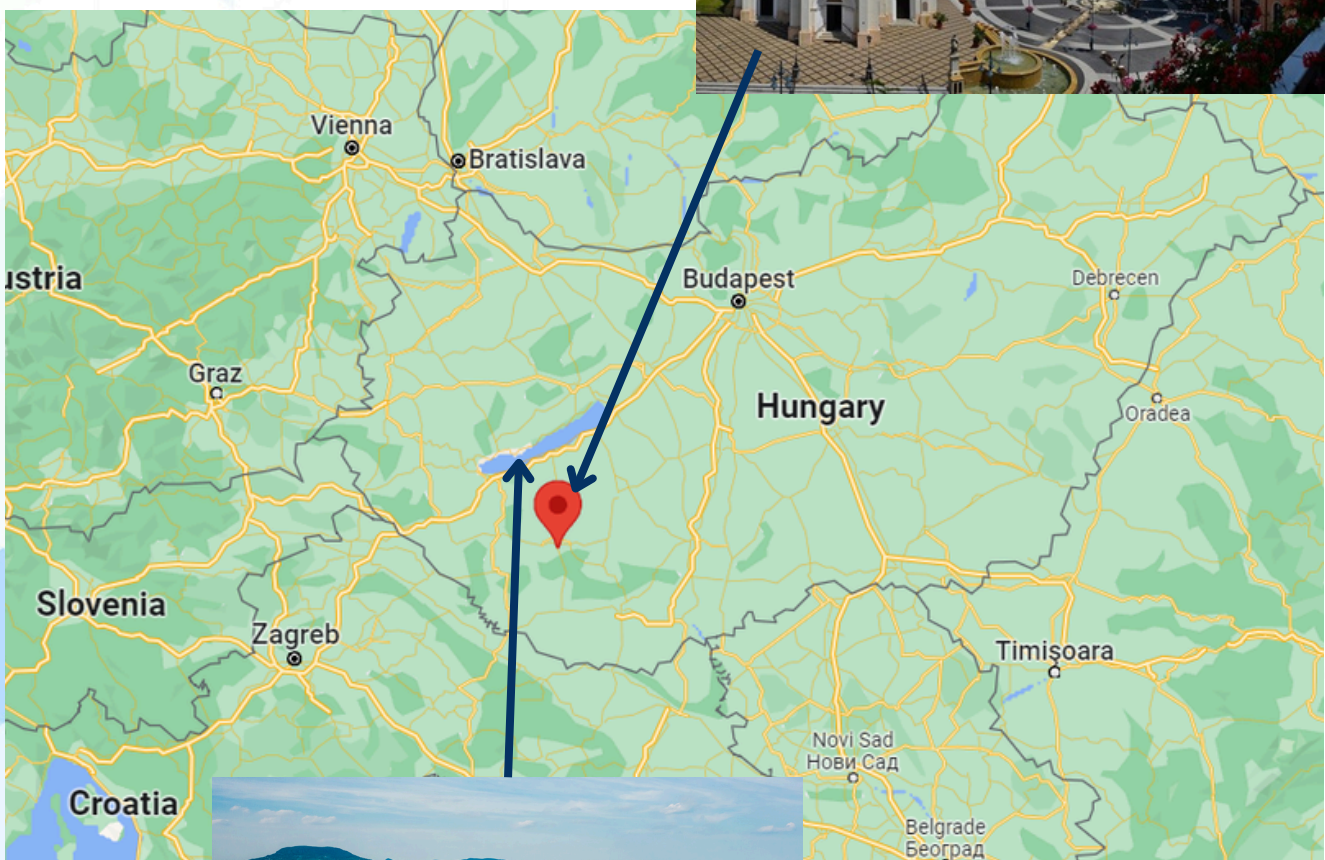 Vienna
Bratislava
ustria
Budapest
Debrecen
Graz
Hungary
Oradea
Slovenia
Zagreb
Timișoara
Novi Sad
Нови Сад
Croatia
Belgrade
Београд